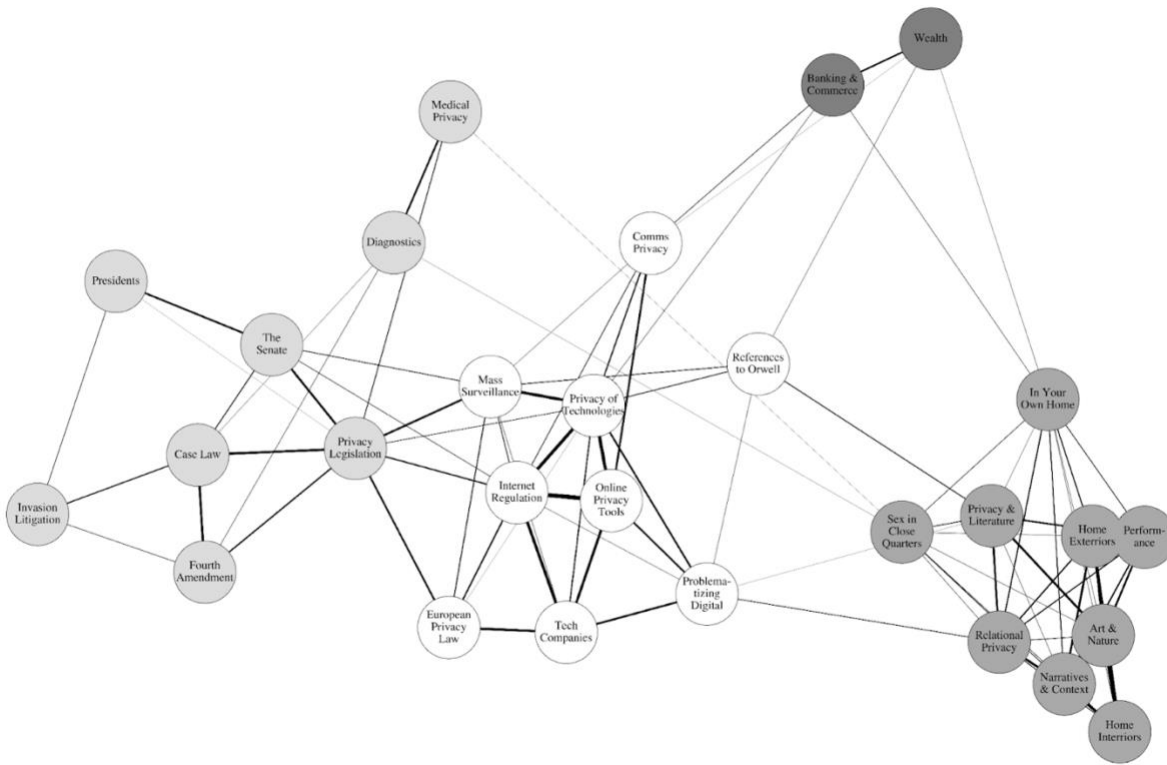 Wealth
Banking &
Commerce
Medical
Privacy
Diagnostics
Comms
Privacy
Presidents
The
Senate
Mass
Surveillance
References
to Orwell
Privacy of
Technologies
In Your
Own Home
Case Law
Privacy
Legislation
Internet
Regulation
Online
Privacy
Tools
Invasion
Litigation
Sex in
Close
Quarters
Privacy &
Literature
Home
Exterriors
Perform-
ance
Fourth
Amendment
European
Privacy
Law
Tech
Companies
Problema-
tizing
Digital
Relational
Privacy
Art &
Nature
Narratives
& Context
Home
Interriors